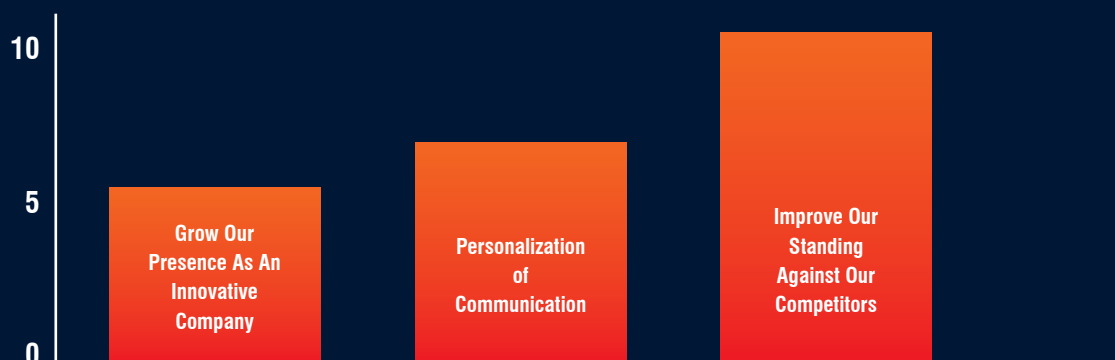 10
5
0
Grow Our
Presence As An
Innovative
Company
Personalization
of
Communication
Improve Our
Standing
Against Our
Competitors